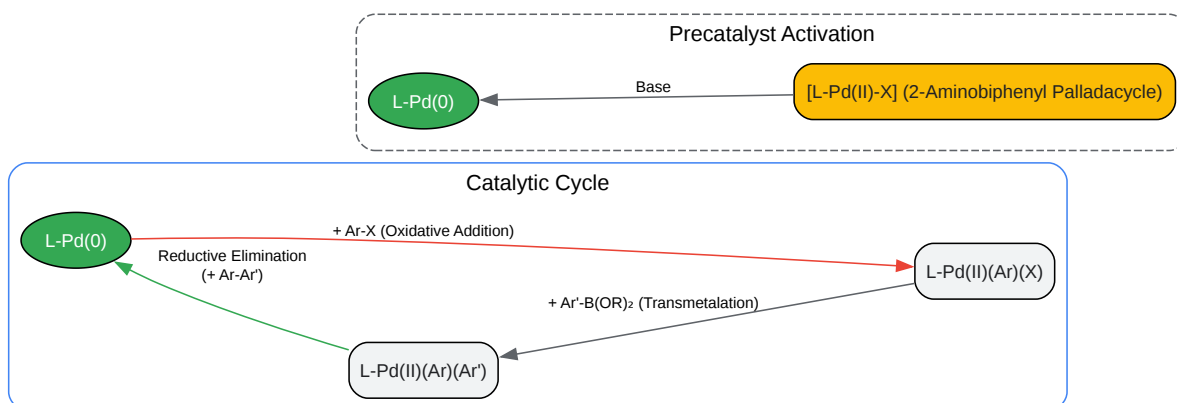 Precatalyst Activation
Base
L-Pd(0)
[L-Pd(II)-X] (2-Aminobiphenyl Palladacycle)
Catalytic Cycle
L-Pd(0)
+ Ar-X (Oxidative Addition)
Reductive Elimination
(+ Ar-Ar')
L-Pd(II)(Ar)(X)
+ Ar'-B(OR)₂ (Transmetalation)
L-Pd(II)(Ar)(Ar')